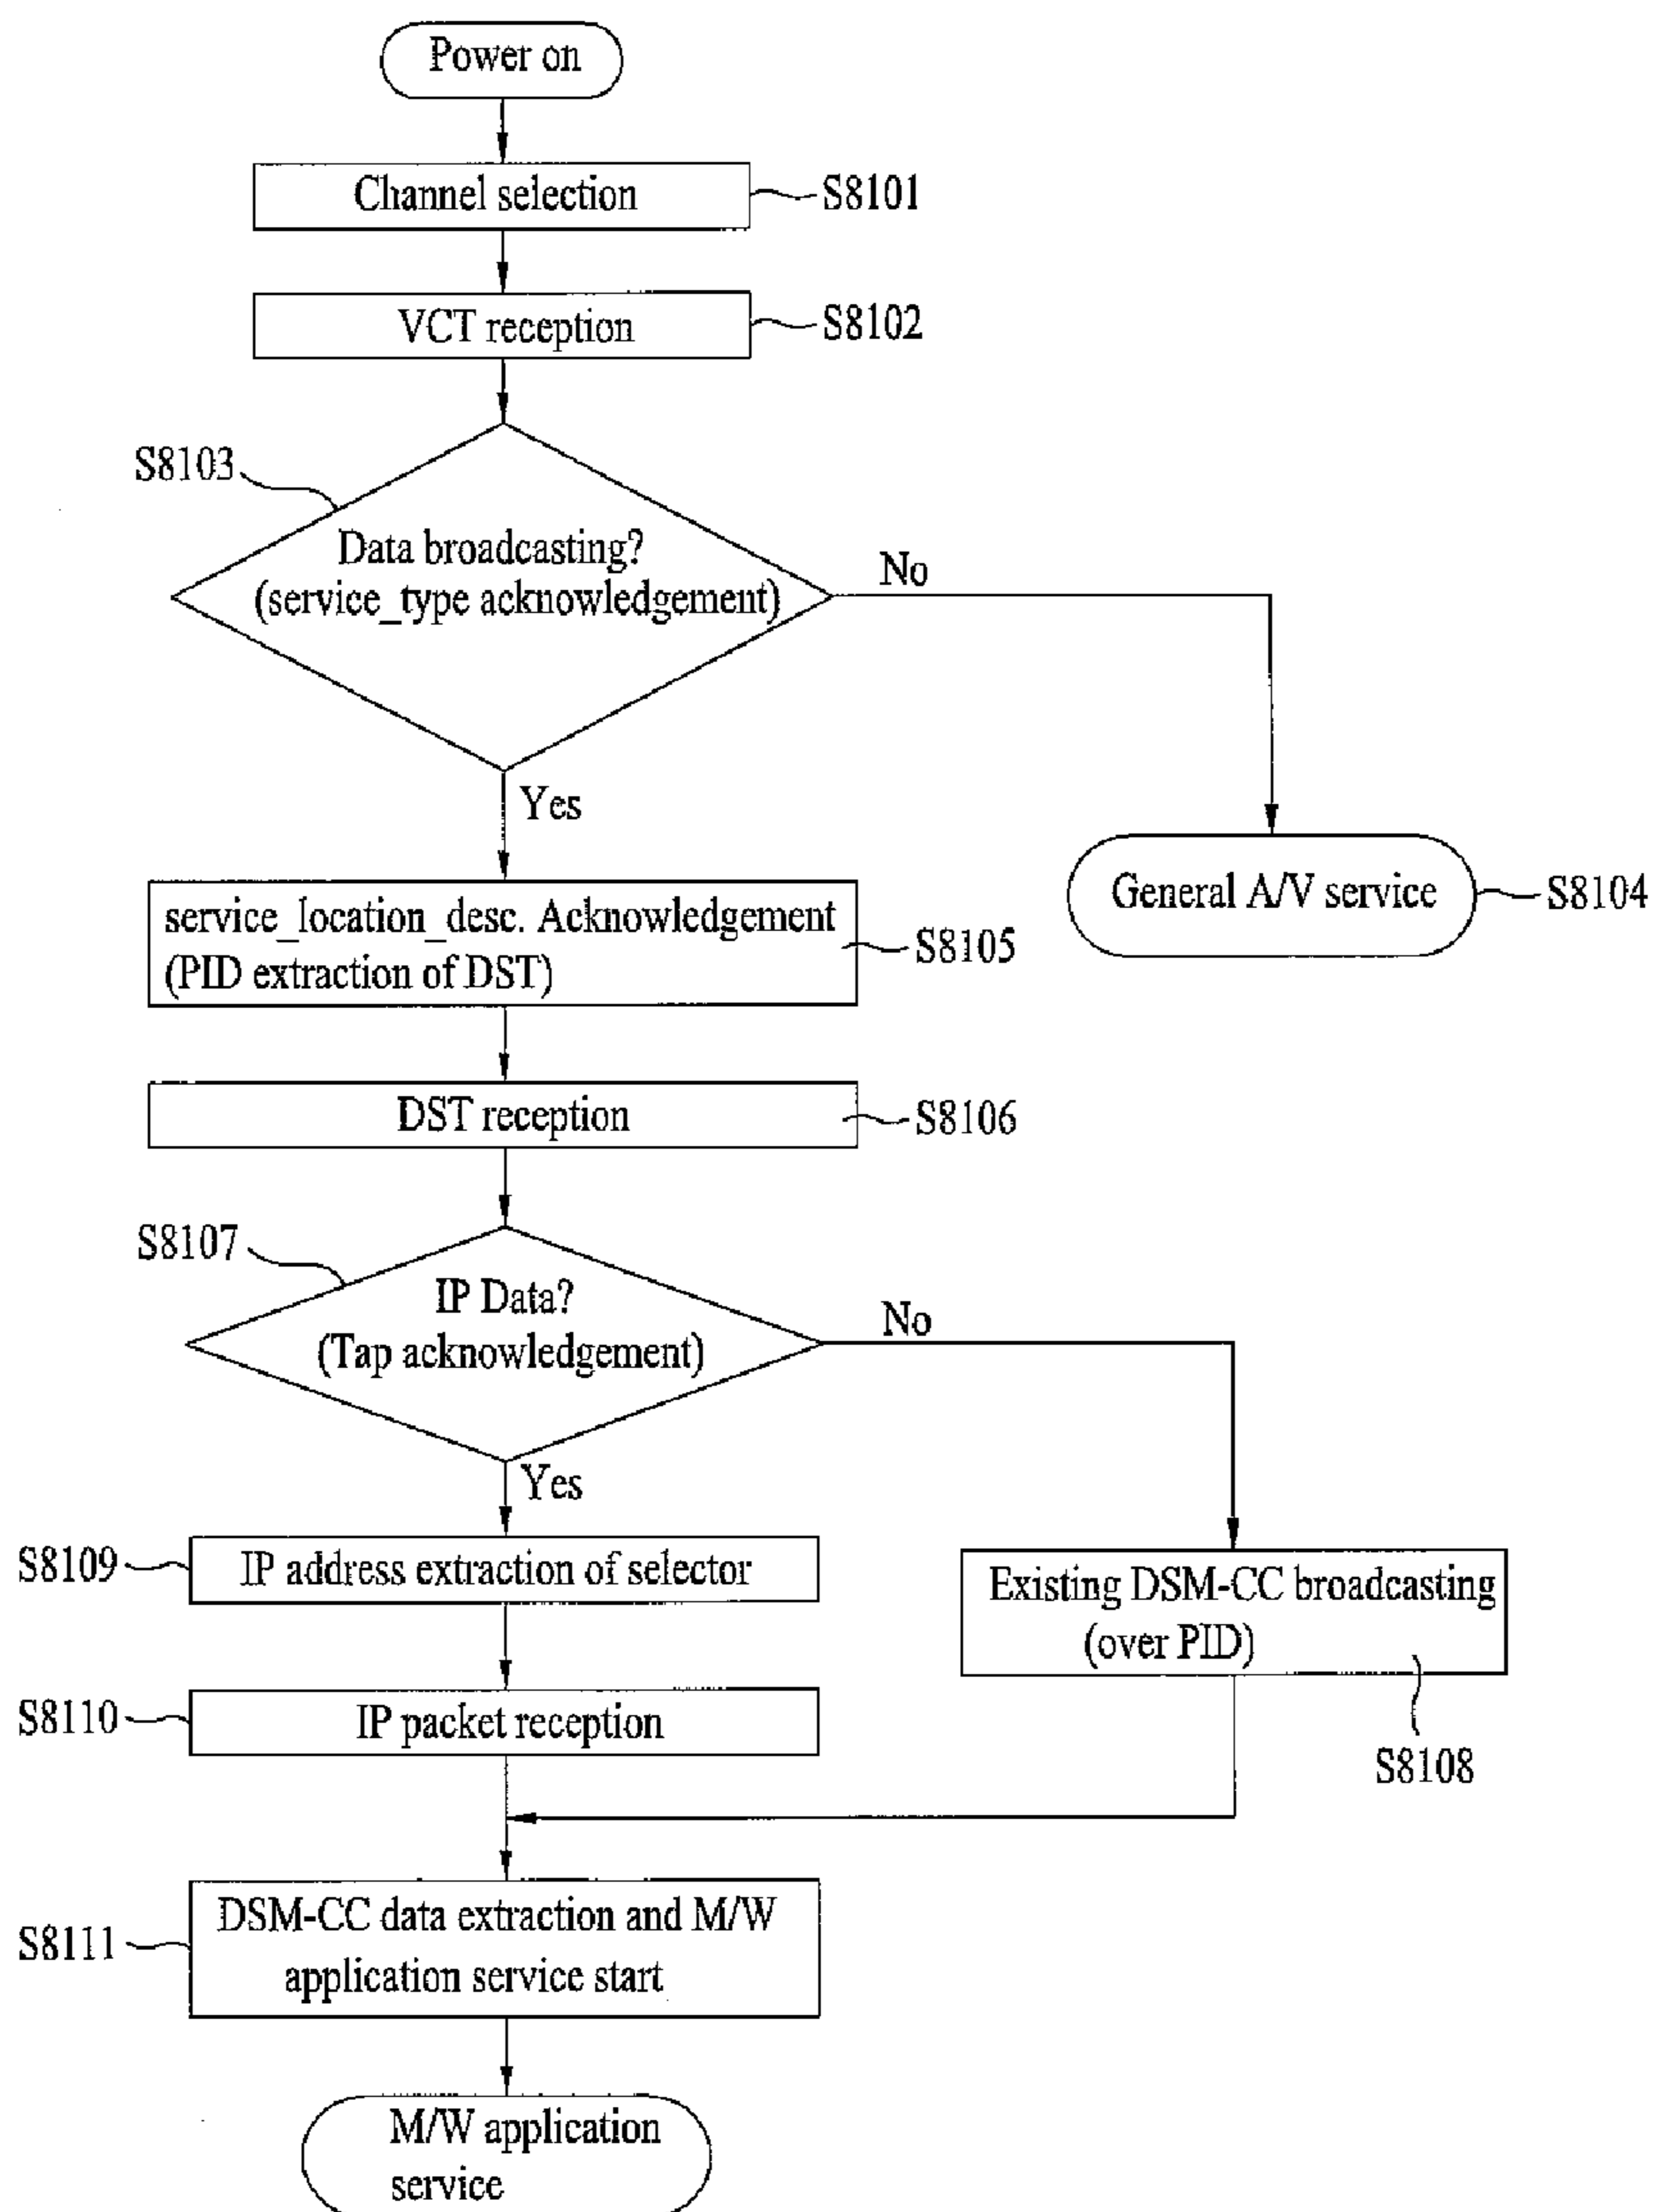 Power on
Channel selection
S8101
VCT reception
S8102
S8103
Data broadcasting?
(service_type acknowledgement)
No
Yes
General A/V service
S8104
service_location_desc. Acknowledgement
(PID extraction of DST)
S8105
DST reception
S8106
S8107
IP Data?
(Tap acknowledgement)
No
Yes
S8109
IP address extraction of selector
Existing DSM-CC broadcasting
(over PID)
S8110
IP packet reception
S8108
S8111
DSM-CC data extraction and M/W
application service start
M/W application
service